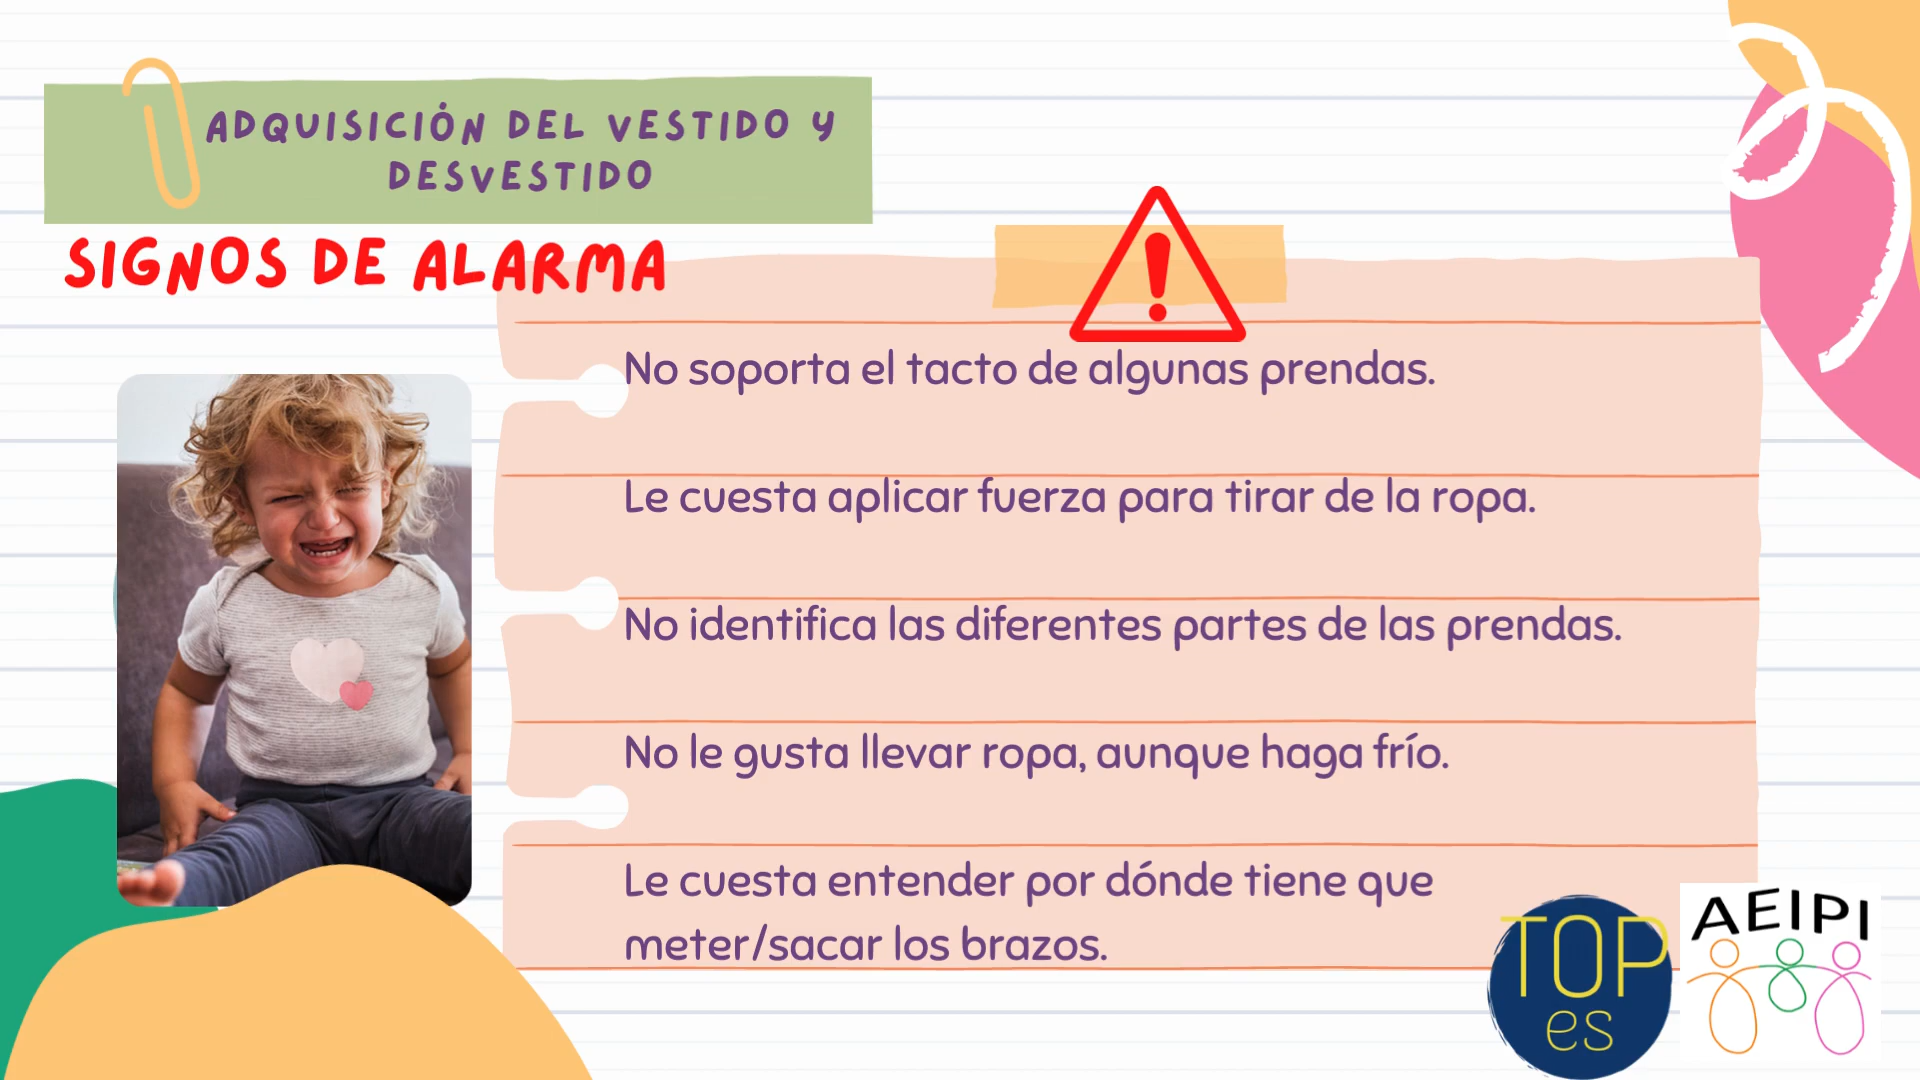 ADQUISICIÓN DEL VESTIDO Y
DESVESTIDO
SIGNOS DE ALARMA
No soporta el tacto de algunas prendas.
Le cuesta aplicar fuerza para tirar de la ropa.
No identifica las diferentes partes de las prendas.
No le gusta llevar ropa, aunque haga frío.
Le cuesta entender por dónde tiene que
meter/sacar los brazos.
TOP
es
AEIPI